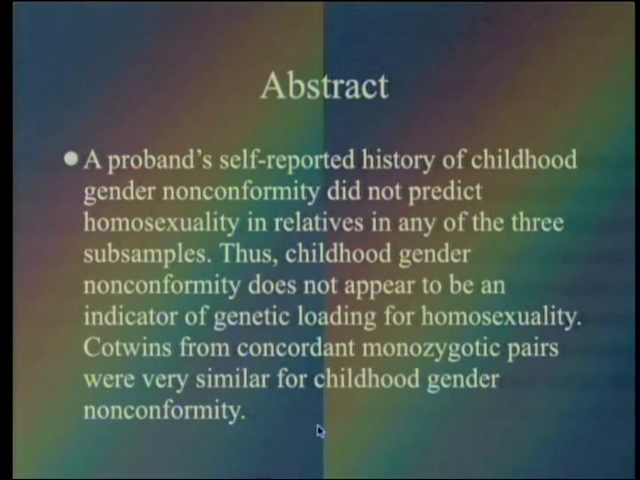 Abstract
A proband's self-reported history of childhood
gender nonconformity did not predict
homosexuality in relatives in any of the three
subsamples. Thus, childhood gender
nonconformity does not appear to be an
indicator of genetic loading for homosexuality.
Cotwins from concordant monozygotic pairs
were very similar for childhood gender
nonconformity.